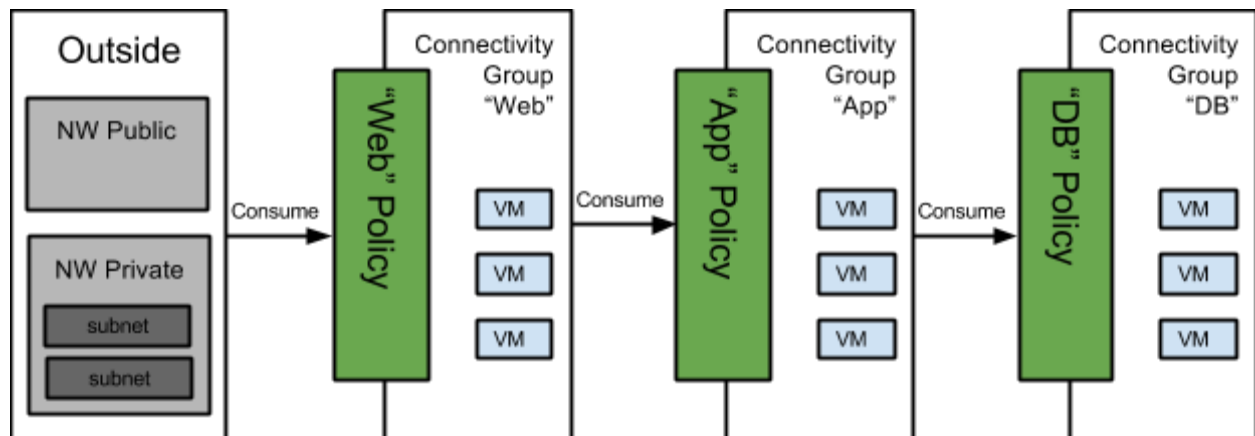 Outside
NW Public
NW Private
subnet
subnet
Consume
“Web” Policy
Connectivity
Group
“Web”
VM
VM
VM
Consume
“App” Policy
Connectivity
Group
“App”
VM
VM
VM
Consume
“DB” Policy
Connectivity
Group
“DB”
VM
VM
VM